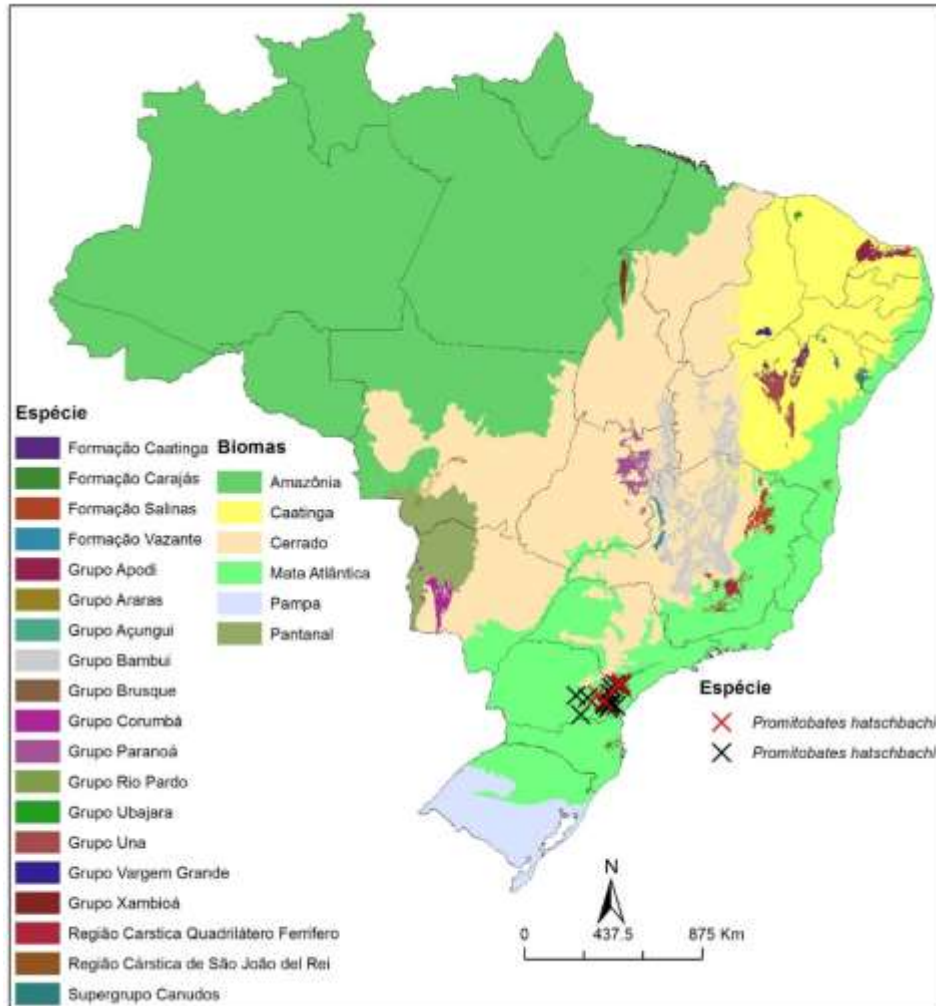 Espécie
Formação Caatinga
Formação Carajás
Formação Salinas
Formação Vazante
Grupo Apodi
Grupo Araras
Grupo Açungui
Grupo Bambuí
Grupo Brusque
Grupo Corumbá
Grupo Paranoá
Grupo Rio Pardo
Grupo Ubajara
Grupo Una
Grupo Vargem Grande
Grupo Xambioá
Região Carstica Quadrilátero Ferrífero
Região Cárstica de São João del Rei
Supergrupo Canudos
Biomas
Amazônia
Caatinga
Cerrado
Mata Atlântica
Pampa
Pantanal
Espécie
Promitobates hatschbachi
Promitobates hatschbachi
N
0 437.5 875 Km